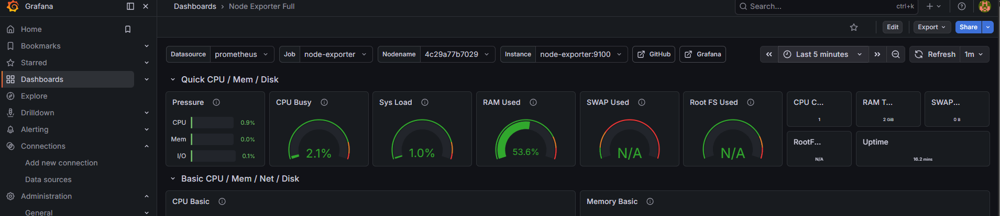 Grafana
Dashboards › Node Exporter Full
Search... ctrl+k
Home
Bookmarks
Starred
Dashboards
Explore
Drilldown
Alerting
Connections
Add new connection
Data sources
Administration
General
Edit Export Share
Datasource prometheus Job node-exporter Nodename 4c29a77b7029 Instance node-exporter:9100 GitHub Grafana Last 5 minutes Refresh 1m
Quick CPU / Mem / Disk
Pressure
CPU 0.9%
Mem 0.0%
I/O 0.1%
CPU Busy
2.1%
Sys Load
1.0%
RAM Used
53.6%
SWAP Used
N/A
Root FS Used
N/A
CPU C...
1
RAM T...
2 GiB
SWAP...
0 B
RootF...
N/A
Uptime
16.2 mins
Basic CPU / Mem / Net / Disk
CPU Basic
Memory Basic